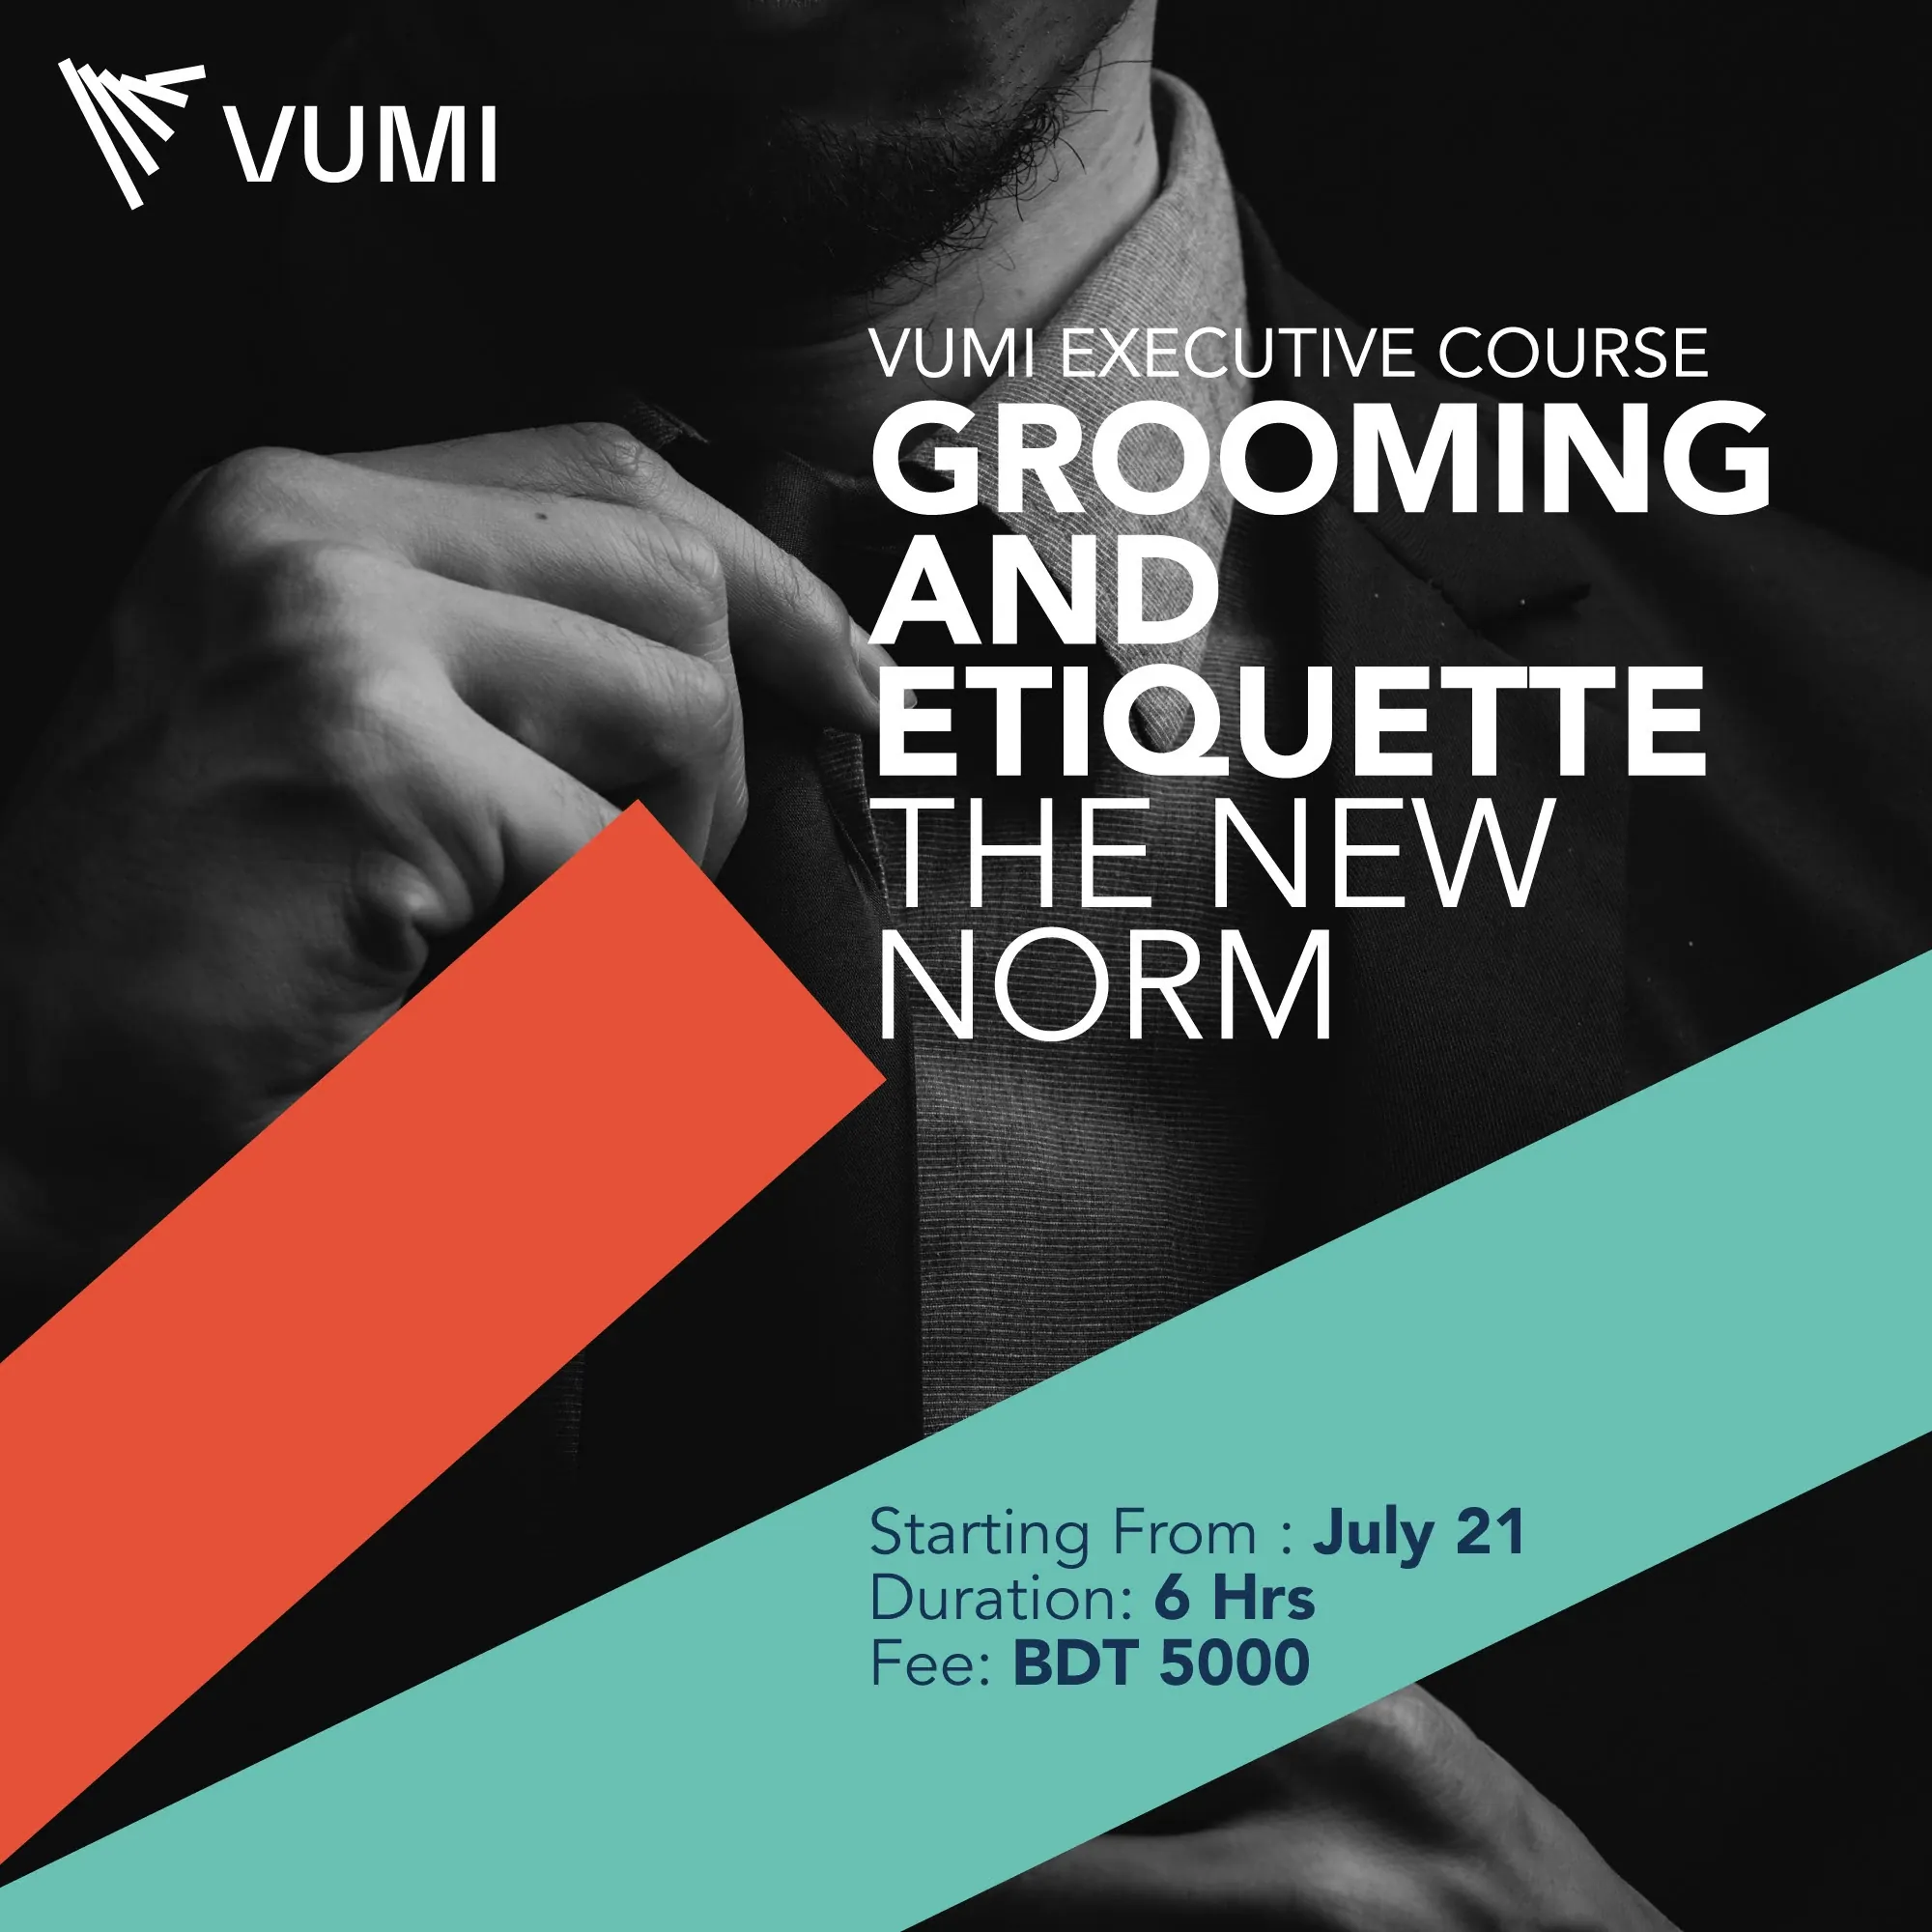 VUMI
VUMI EXECUTIVE COURSE
GROOMING
AND
ETIQUETTE
THE NEW
NORM
Starting From : July 21
Duration: 6 Hrs
Fee: BDT 5000